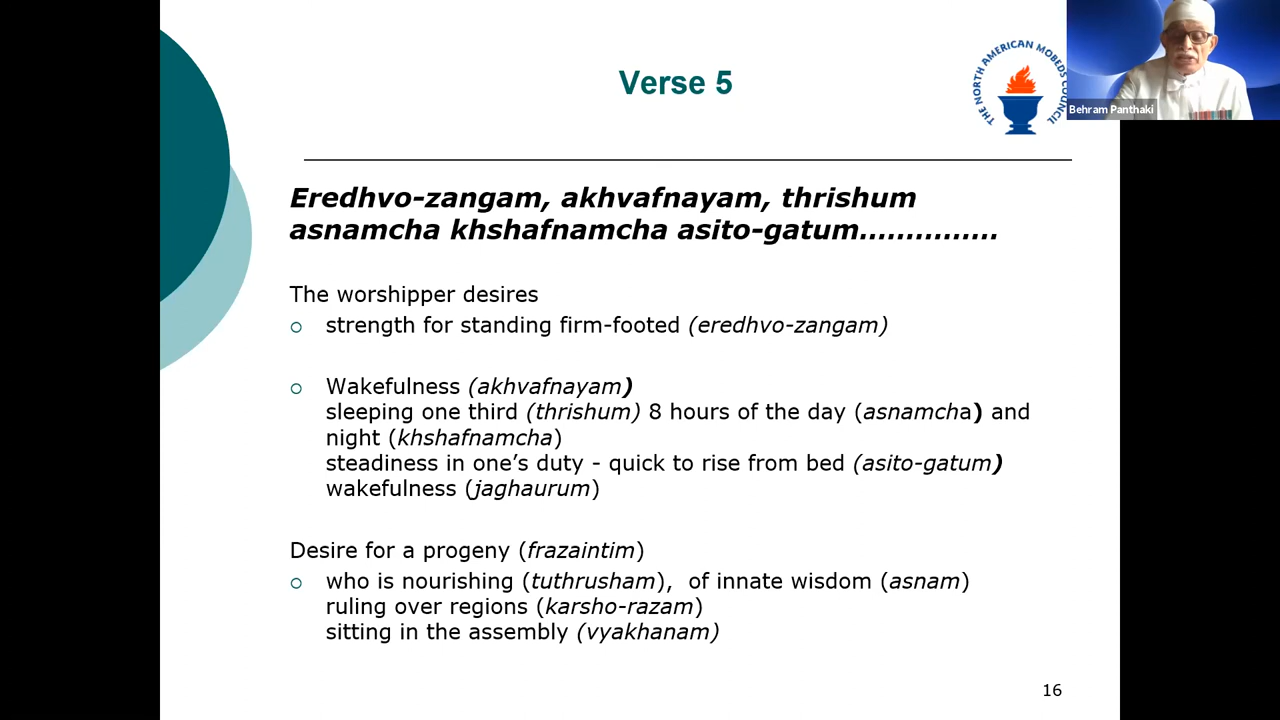 Verse 5
THE NORTH AMERICAN MOBEDS COUNCIL
Behram Panthaki
Eredhvo-zangam, akhvafnayam, thrishum
asnamcha khshafnamcha asito-gatum...............
The worshipper desires
strength for standing firm-footed (eredhvo-zangam)
Wakefulness (akhvafnayam)
sleeping one third (thrishum) 8 hours of the day (asnamcha) and
night (khshafnamcha)
steadiness in one's duty - quick to rise from bed (asito-gatum)
wakefulness (jaghaurum)
Desire for a progeny (frazaintim)
who is nourishing (tuthrusham), of innate wisdom (asnam)
ruling over regions (karsho-razam)
sitting in the assembly (vyakhanam)
16